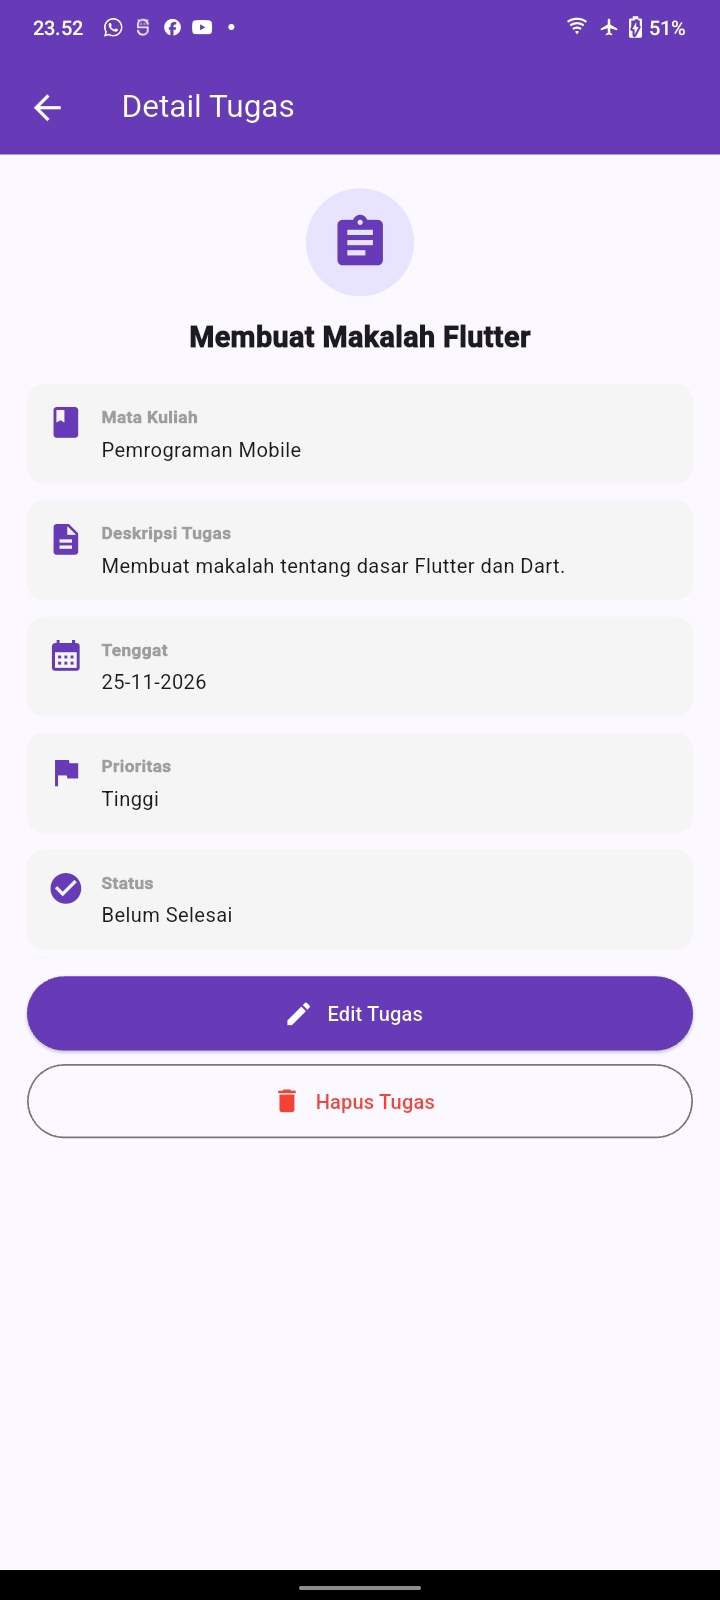 23.52
51%
Detail Tugas
Membuat Makalah Flutter
Mata Kuliah
Pemrograman Mobile
Deskripsi Tugas
Membuat makalah tentang dasar Flutter dan Dart.
Tenggat
25-11-2026
Prioritas
Tinggi
Status
Belum Selesai
Edit Tugas
Hapus Tugas